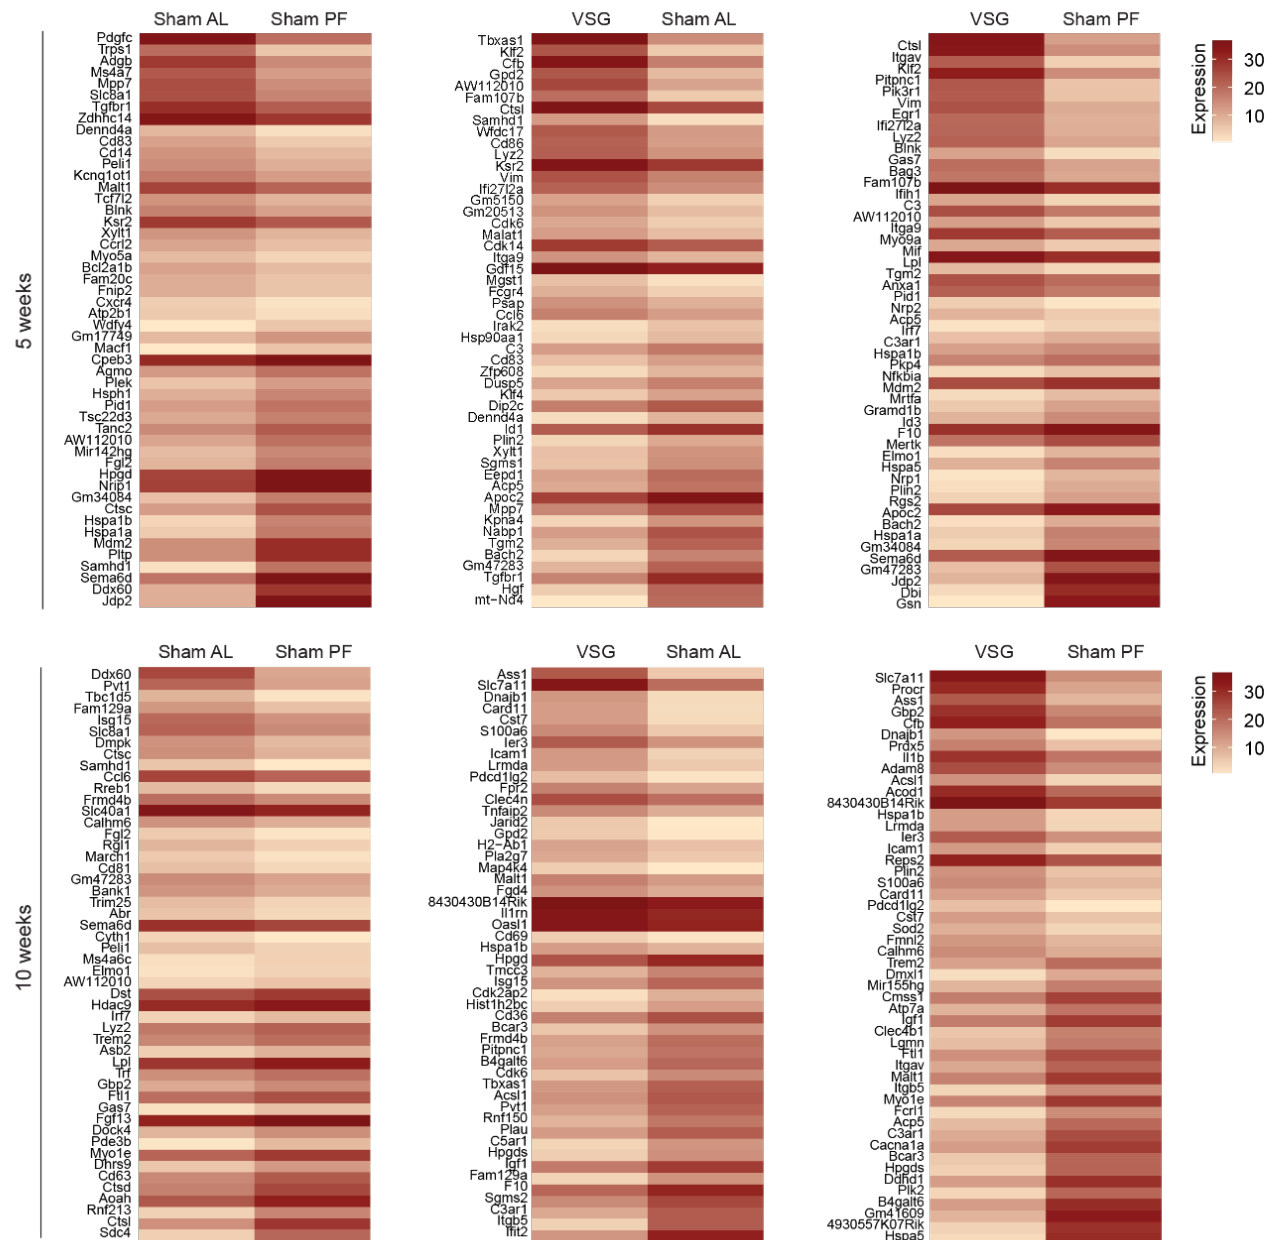 Sham AL Sham PF
Pdgfc
Trps1
Adgb
Ms4a7
Mpp7
Slc8a1
Tgfbr1
Zdhhc14
Dennd4a
Cd83
Cd14
Peli1
Kcnq1ot1
Malt1
Tcf7l2
Blnk
Ksr2
Xylt1
Ccrl2
Myo5a
Bcl2a1b
Fam20c
Fnip2
Cxcr4
Atp2b1
Wdfy4
Gm17749
Macf1
Cpeb3
Agmo
Plek
Hsph1
Pid1
Tsc22d3
Tanc2
AW112010
Mir142hg
Fgl2
Hpgd
Nrip1
Gm34084
Ctsc
Hspa1b
Hspa1a
Mdm2
Pltp
Samhd1
Sema6d
Ddx60
Jdp2
5 weeks
VSG Sham AL
Tbxas1
Klf2
Cfb
Gpd2
AW112010
Fam107b
Ctsl
Samhd1
Wfdc17
Cd86
Lyz2
Ksr2
Vim
Ifi27l2a
Gm5150
Gm20513
Cdk6
Malat1
Cdk14
Itga9
Gdf15
Mgst1
Fcgr4
Psap
Ccl6
Irak2
Hsp90aa1
C3
Cd83
Zfp608
Dusp5
Klf4
Dip2c
Dennd4a
Id1
Plin2
Xylt1
Sgms1
Eepd1
Acp5
Apoc2
Mpp7
Kpna4
Nabp1
Tgm2
Bach2
Gm47283
Tgfbr1
Hgf
mt−Nd4
VSG Sham PF
Ctsl
Itgav
Klf2
Pitpnc1
Pik3r1
Vim
Egr1
Ifi27l2a
Lyz2
Blnk
Gas7
Bag3
Fam107b
Ifih1
C3
AW112010
Itga9
Myo9a
Mif
Lpl
Tgm2
Anxa1
Pid1
Nrp2
Acp5
Irf7
C3ar1
Hspa1b
Pkp4
Nfkbia
Mdm2
Mrtfa
Gramd1b
Id3
F10
Mertk
Elmo1
Hspa5
Nrp1
Plin2
Rgs2
Apoc2
Bach2
Hspa1a
Gm34084
Sema6d
Gm47283
Jdp2
Dbi
Gsn
Expression
30
20
10
Sham AL Sham PF
Ddx60
Pvt1
Tbc1d5
Fam129a
Isg15
Slc8a1
Dmpk
Ctsc
Samhd1
Ccl6
Rreb1
Frmd4b
Slc40a1
Calhm6
Fgl2
Rgl1
March1
Cd81
Gm47283
Bank1
Trim25
Abr
Sema6d
Cyth1
Peli1
Ms4a6c
Elmo1
AW112010
Dst
Hdac9
Irf7
Lyz2
Trem2
Asb2
Lpl
Trf
Gbp2
Ftl1
Gas7
Fgf13
Dock4
Pde3b
Myo1e
Dhrs9
Cd63
Ctsd
Aoah
Rnf213
Ctsl
Sdc4
10 weeks
VSG Sham AL
Ass1
Slc7a11
Dnajb1
Card11
Cst7
S100a6
Ier3
Icam1
Lrmda
Pdcd1lg2
Fpr2
Clec4n
Tnfaip2
Jarid2
Gpd2
H2−Ab1
Pla2g7
Map4k4
Malt1
Fgd4
8430430B14Rik
Il1rn
Oasl1
Cd69
Hspa1b
Hpgd
Tmcc3
Isg15
Cdk2ap2
Hist1h2bc
Cd36
Bcar3
Frmd4b
Pitpnc1
B4galt6
Cdk6
Tbxas1
Acsl1
Pvt1
Rnf150
Plau
C5ar1
Hpgds
Igf1
Fam129a
F10
Sgms2
C3ar1
Itgb5
Ifit2
VSG Sham PF
Slc7a11
Procr
Ass1
Gbp2
Cfb
Dnajb1
Prdx5
Il1b
Adam8
Acsl1
Acod1
8430430B14Rik
Hspa1b
Lrmda
Ier3
Icam1
Reps2
Plin2
S100a6
Card11
Pdcd1lg2
Cst7
Sod2
Fmnl2
Calhm6
Trem2
Dmxl1
Mir155hg
Cmss1
Atp7a
Igf1
Clec4b1
Lgmn
Ftl1
Itgav
Malt1
Itgb5
Myo1e
Fcrl1
Acp5
C3ar1
Cacna1a
Bcar3
Hpgds
Ddhd1
Plk2
B4galt6
Gm41609
4930557K07Rik
Hspa5
Expression
30
20
10